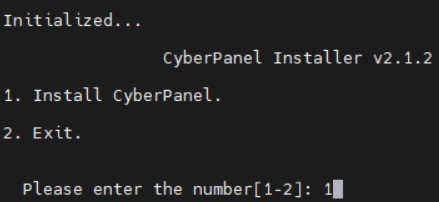 Initialized...
CyberPanel Installer v2.1.2
1. Install CyberPanel.
2. Exit.
Please enter the number[1-2]: 1